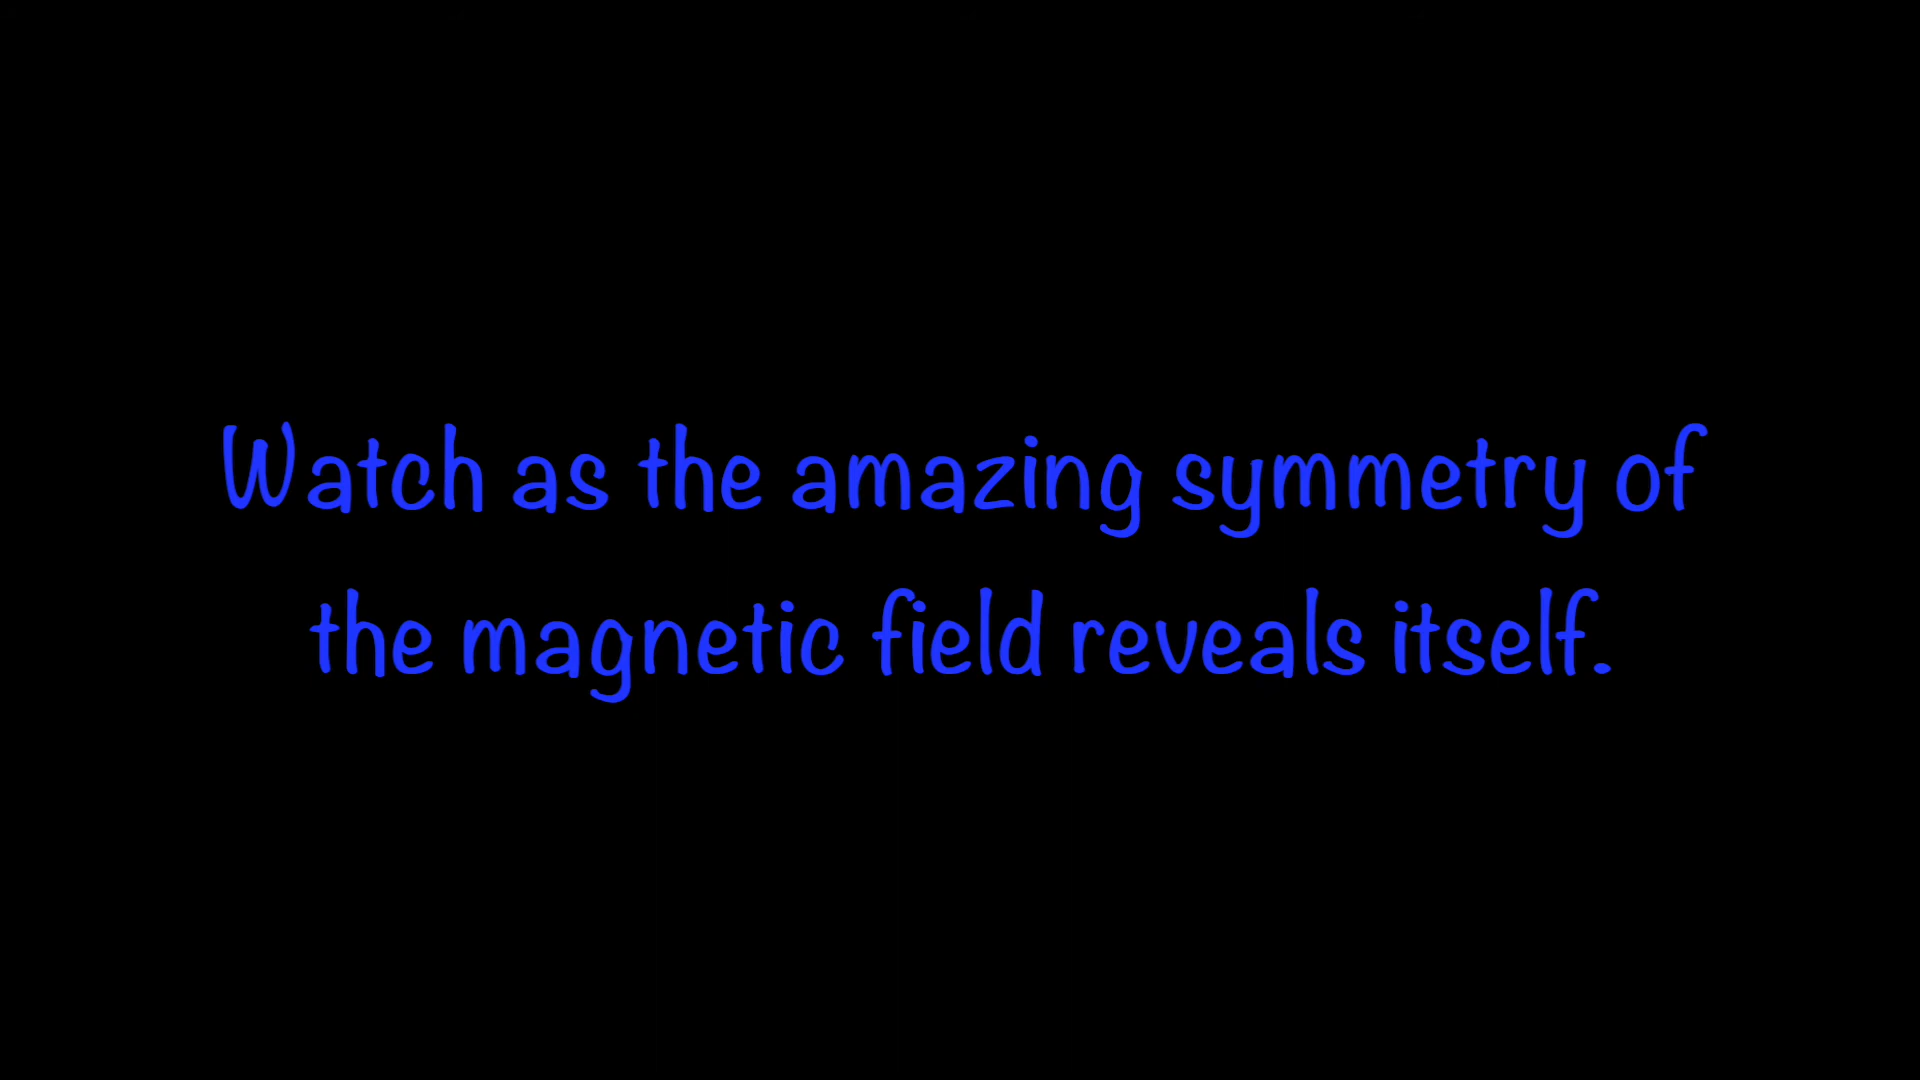 Watch as the amazing symmetry of
the magnetic field reveals itself.